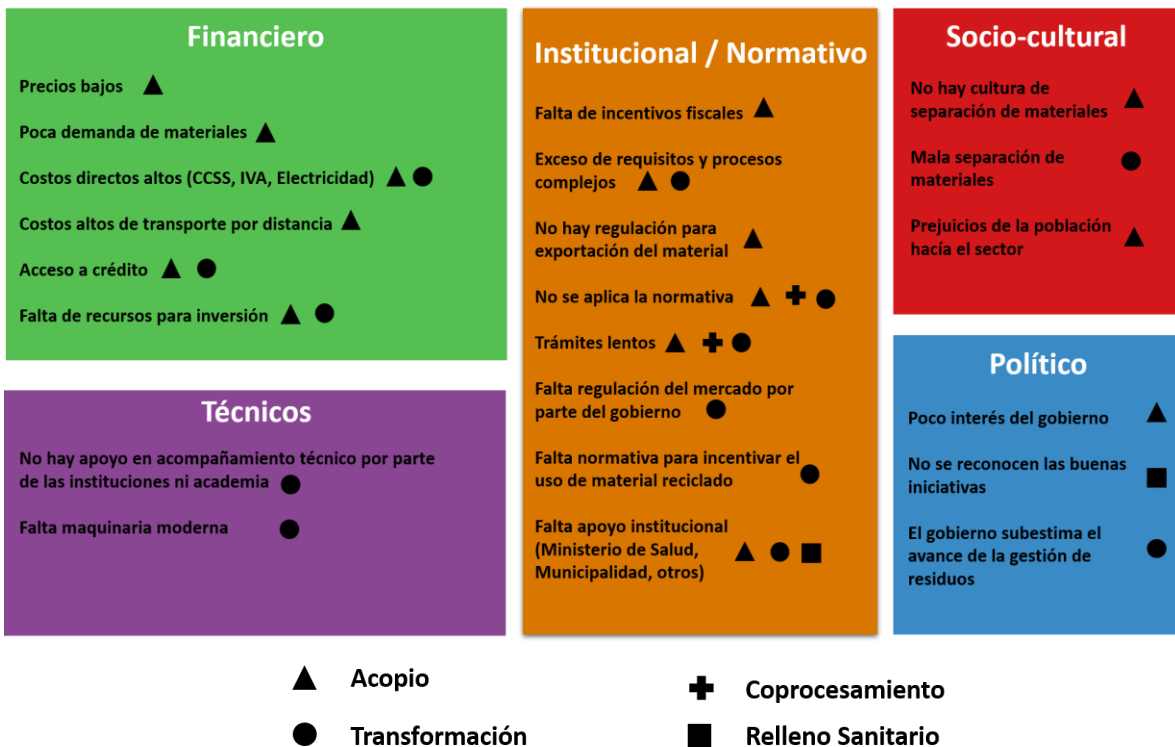 Financiero
Precios bajos
Poca demanda de materiales
Costos directos altos (CCSS, IVA, Electricidad)
Costos altos de transporte por distancia
Acceso a crédito
Falta de recursos para inversión
Técnicos
No hay apoyo en acompañamiento técnico por parte
de las instituciones ni academia
Falta maquinaria moderna
Institucional / Normativo
Falta de incentivos fiscales
Exceso de requisitos y procesos
complejos
No hay regulación para
exportación del material
No se aplica la normativa
Trámites lentos
Falta regulación del mercado por
parte del gobierno
Falta normativa para incentivar el
uso de material reciclado
Falta apoyo institucional
(Ministerio de Salud,
Municipalidad, otros)
Socio-cultural
No hay cultura de
separación de materiales
Mala separación de
materiales
Prejuicios de la población
hacía el sector
Político
Poco interés del gobierno
No se reconocen las buenas
iniciativas
El gobierno subestima el
avance de la gestión de
residuos
Acopio
Transformación
Coprocesamiento
Relleno Sanitario